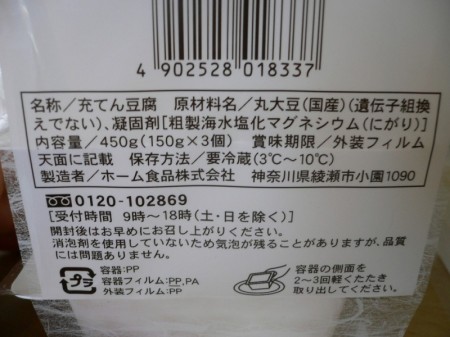 4 902528 018337
名称/充てん豆腐 原材料名/丸大豆(国産)(遺伝子組換
えでない)、凝固剤[粗製海水塩化マグネシウム(にがり)]
内容量/450g(150g×3個) 賞味期限/外装フィルム
天面に記載 保存方法/要冷蔵(3℃〜10℃)
製造者/ホーム食品株式会社 神奈川県綾瀬市小園1090
0120-102869
[受付時間 9時〜18時(土・日を除く)]
開封後はお早めにお召し上がりください。
消泡剤を使用していないため気泡が残ることがありますが、品質
には問題ありません。
プラ
容器:PP
容器フィルム:PP,PA
外装フィルム:PP
容器の側面を
2〜3回軽くたたき
取り出してください。